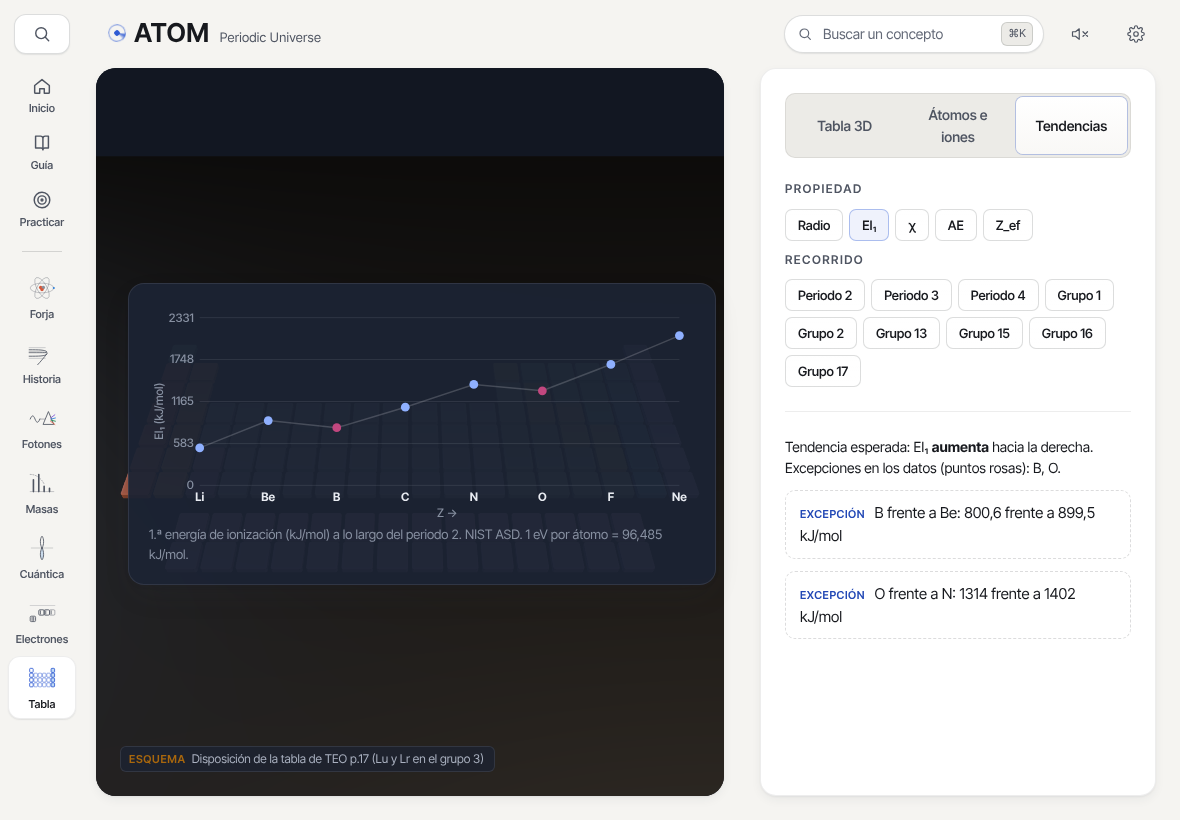 ATOM Periodic Universe
Buscar un concepto ⌘K
Inicio
Guía
Practicar
Forja
Historia
Fotones
Masas
Cuántica
Electrones
Tabla
2331
1748
1165
583
0
EI₁ (kJ/mol)
Li Be B C N O F Ne
Z →
1.ª energía de ionización (kJ/mol) a lo largo del periodo 2. NIST ASD. 1 eV por átomo = 96,485
kJ/mol.
ESQUEMA Disposición de la tabla de TEO p.17 (Lu y Lr en el grupo 3)
Tabla 3D
Átomos e
iones
Tendencias
PROPIEDAD
Radio EI₁ χ AE Z_ef
RECORRIDO
Periodo 2 Periodo 3 Periodo 4 Grupo 1
Grupo 2 Grupo 13 Grupo 15 Grupo 16
Grupo 17
Tendencia esperada: EI₁ aumenta hacia la derecha.
Excepciones en los datos (puntos rosas): B, O.
EXCEPCIÓN B frente a Be: 800,6 frente a 899,5
kJ/mol
EXCEPCIÓN O frente a N: 1314 frente a 1402
kJ/mol